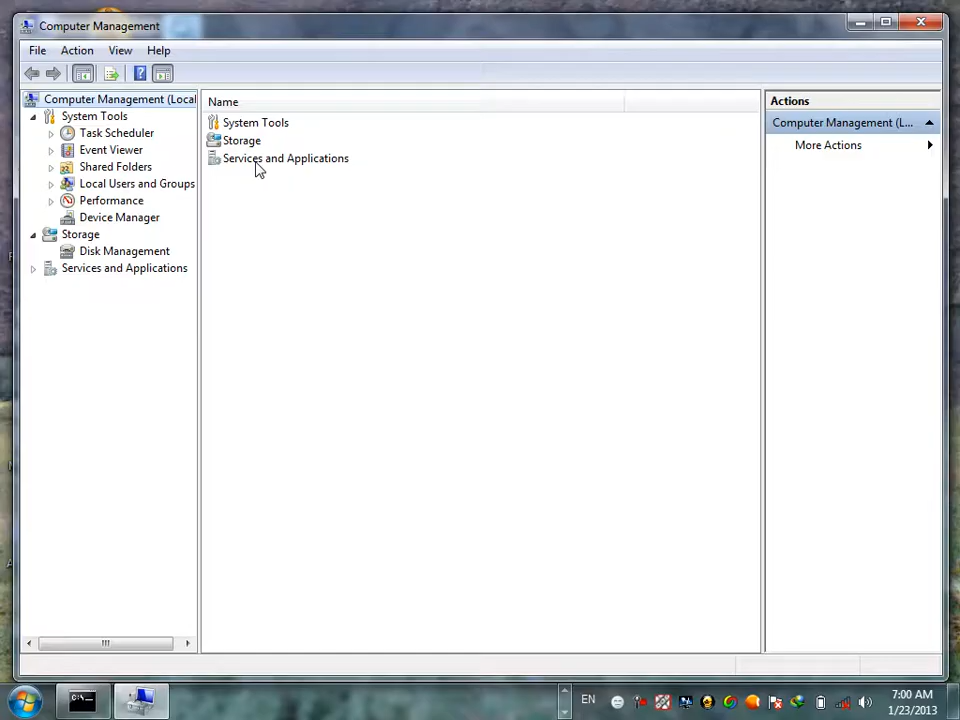 Computer Management
File Action View Help
Computer Management (Local
System Tools
Task Scheduler
Event Viewer
Shared Folders
Local Users and Groups
Performance
Device Manager
Storage
Disk Management
Services and Applications
Name
System Tools
Storage
Services and Applications
Actions
Computer Management (L...
More Actions
C:\_
EN
7:00 AM
1/23/2013